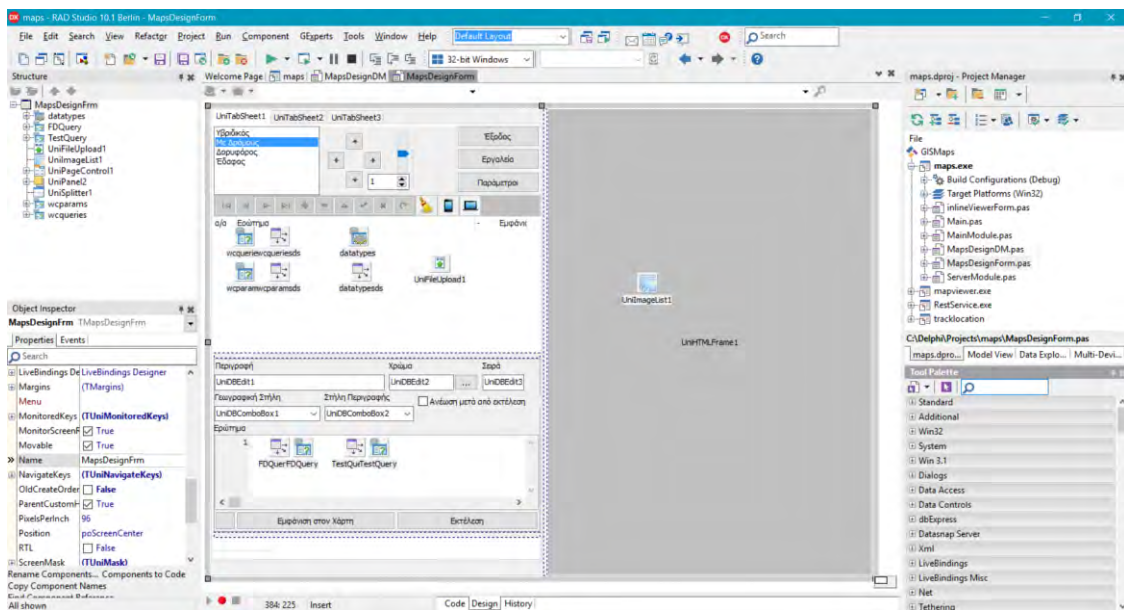 maps - RAD Studio 10.1 Berlin - MapsDesignForm
File Edit Search View Refactor Project Run Component GExperts Tools Window Help Default Layout Search
32-bit Windows
Structure
Welcome Page maps MapsDesignDM MapsDesignForm
maps.dproj - Project Manager
MapsDesignFrm
datatypes
FDQuery
TestQuery
UniFileUpload1
UniImageList1
UniPageControl1
UniPanel2
UniSplitter1
wcparams
wcqueries
UniTabSheet1 UniTabSheet2 UniTabSheet3
Υβριδικός
Με Δρόμους
Δορυφόρος
Έδαφος
1
Έξοδος
Εργαλεία
Παράμετροι
α/α Ερώτημα - Εμφάνι
wcqueriewcqueriesds datatypes
wcparamwcparamsds datatypesds UniFileUpload1
UniImageList1
UniHTMLFrame1
Περιγραφή Χρώμα Σειρά
UniDBEdit1 UniDBEdit2 ... UniDBEdit3
Γεωγραφική Στήλη Στήλη Περιγραφής Ανέωση μετά από εκτέλεση
UniDBComboBox1 UniDBComboBox2
Ερώτημα
1
FDQuerFDQuery TestQuiTestQuery
Εμφάνιση στον Χάρτη Εκτέλεση
File
GISMaps
maps.exe
Build Configurations (Debug)
Target Platforms (Win32)
inlineViewerForm.pas
Main.pas
MainModule.pas
MapsDesignDM.pas
MapsDesignForm.pas
ServerModule.pas
mapviewer.exe
RestService.exe
tracklocation
C:\Delphi\Projects\maps\MapsDesignForm.pas
maps.dpro... Model View Data Explo... Multi-Devi...
Tool Palette
Standard
Additional
Win32
System
Win 3.1
Dialogs
Data Access
Data Controls
dbExpress
Datasnap Server
Xml
LiveBindings
LiveBindings Misc
Net
Tethering
Object Inspector
MapsDesignFrm TMapsDesignFrm
Properties Events
Search
LiveBindings De LiveBindings Designer
Margins (TMargins)
Menu
MonitoredKeys (TUniMonitoredKeys)
MonitorScreenR True
Movable True
Name MapsDesignFrm
NavigateKeys (TUniNavigateKeys)
OldCreateOrder False
ParentCustomH True
PixelsPerInch 96
Position poScreenCenter
RTL False
ScreenMask (TUniMask)
Rename Components... Components to Code
Copy Component Names
All shown
384: 225 Insert Code Design History